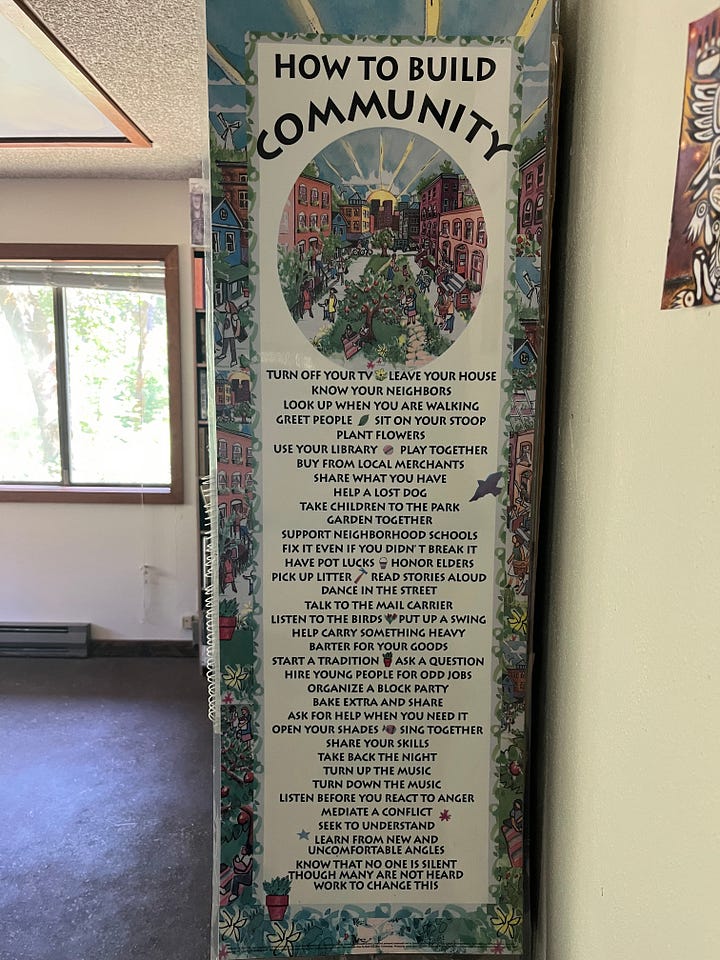 HOW TO BUILD
COMMUNITY
TURN OFF YOUR TV LEAVE YOUR HOUSE
KNOW YOUR NEIGHBORS
LOOK UP WHEN YOU ARE WALKING
GREET PEOPLE SIT ON YOUR STOOP
PLANT FLOWERS
USE YOUR LIBRARY PLAY TOGETHER
BUY FROM LOCAL MERCHANTS
SHARE WHAT YOU HAVE
HELP A LOST DOG
TAKE CHILDREN TO THE PARK
GARDEN TOGETHER
SUPPORT NEIGHBORHOOD SCHOOLS
FIX IT EVEN IF YOU DIDN'T BREAK IT
HAVE POT LUCKS HONOR ELDERS
PICK UP LITTER READ STORIES ALOUD
DANCE IN THE STREET
TALK TO THE MAIL CARRIER
LISTEN TO THE BIRDS PUT UP A SWING
HELP CARRY SOMETHING HEAVY
BARTER FOR YOUR GOODS
START A TRADITION ASK A QUESTION
HIRE YOUNG PEOPLE FOR ODD JOBS
ORGANIZE A BLOCK PARTY
BAKE EXTRA AND SHARE
ASK FOR HELP WHEN YOU NEED IT
OPEN YOUR SHADES SING TOGETHER
SHARE YOUR SKILLS
TAKE BACK THE NIGHT
TURN UP THE MUSIC
TURN DOWN THE MUSIC
LISTEN BEFORE YOU REACT TO ANGER
MEDIATE A CONFLICT
SEEK TO UNDERSTAND
LEARN FROM NEW AND
UNCOMFORTABLE ANGLES
KNOW THAT NO ONE IS SILENT
THOUGH MANY ARE NOT HEARD
WORK TO CHANGE THIS